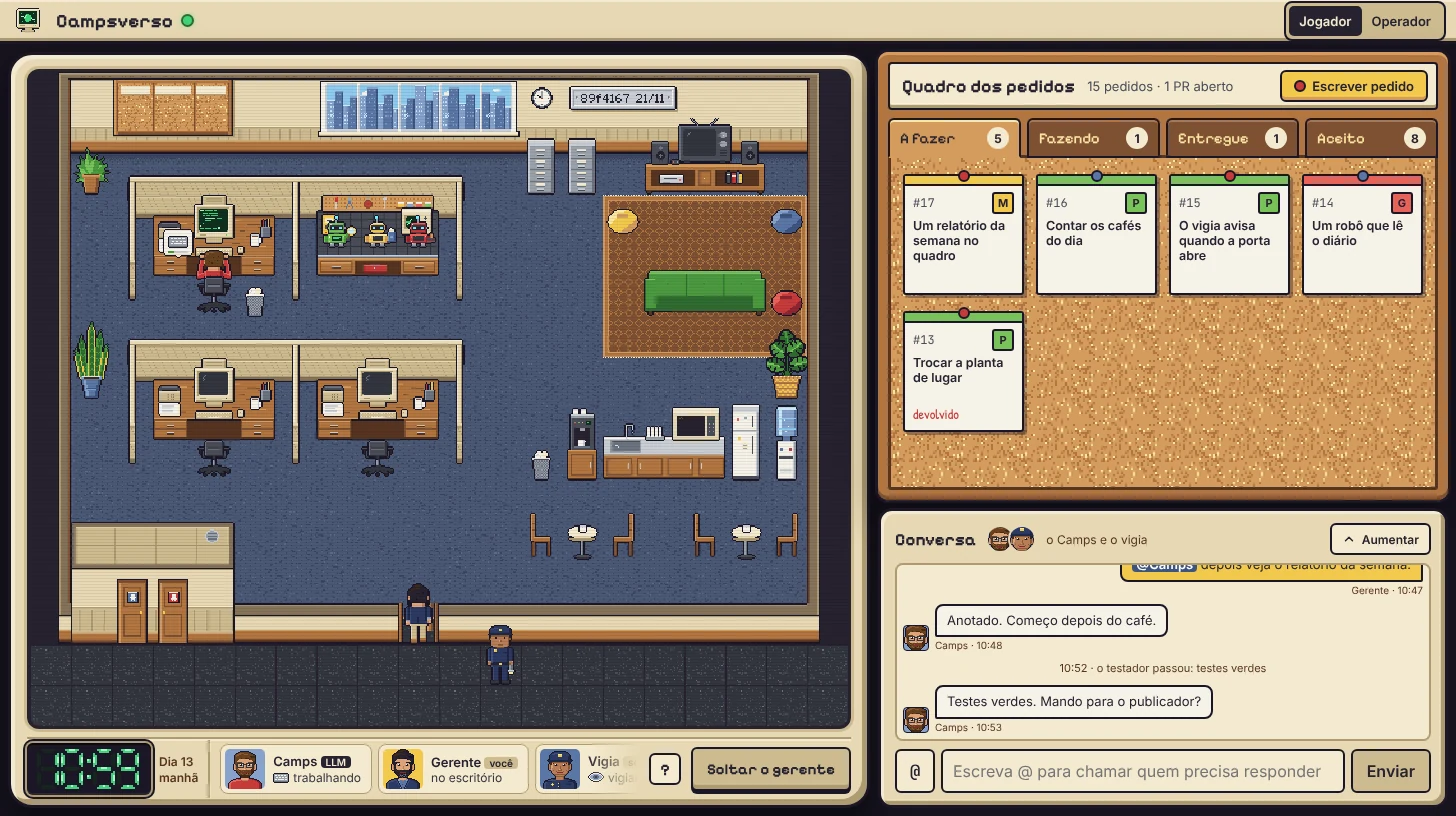 Campsverso
Jogador
Operador
89f4167 21/11
Quadro dos pedidos
15 pedidos · 1 PR aberto
Escrever pedido
A Fazer 5
Fazendo 1
Entregue 1
Aceito 8
#17 M
Um relatório da
semana no
quadro
#16 P
Contar os cafés
do dia
#15 P
O vigia avisa
quando a porta
abre
#14 G
Um robô que lê
o diário
#13 P
Trocar a planta
de lugar
devolvido
Conversa
o Camps e o vigia
Aumentar
@Camps depois veja o relatório da semana.
Gerente · 10:47
Anotado. Começo depois do café.
Camps · 10:48
10:52 · o testador passou: testes verdes
Testes verdes. Mando para o publicador?
Camps · 10:53
@
Escreva @ para chamar quem precisa responder
Enviar
10:59
Dia 13
manhã
Camps LLM
trabalhando
Gerente você
no escritório
Vigia
vigia
?
Soltar o gerente